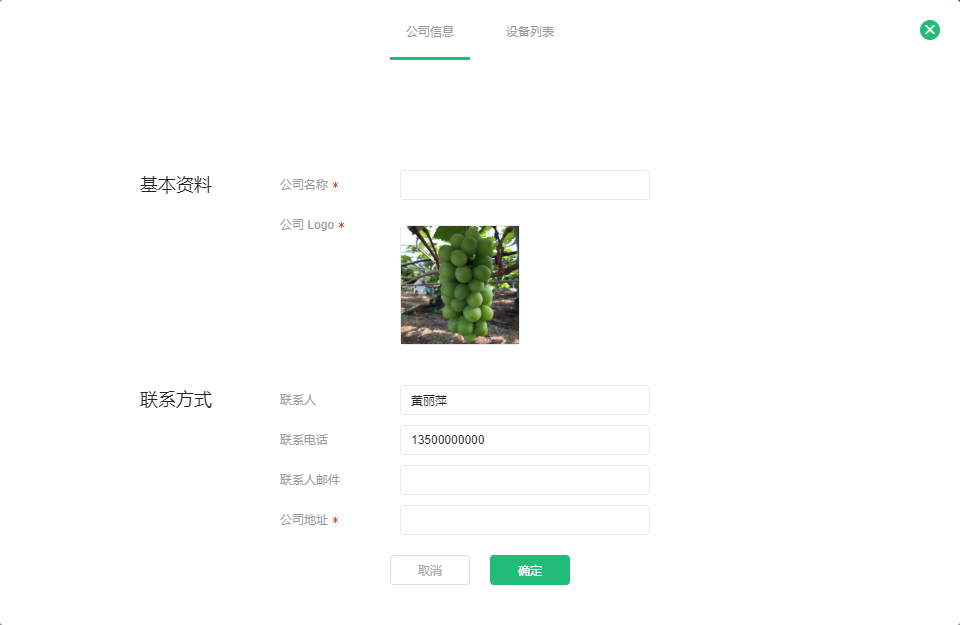 公司信息 设备列表
基本资料 公司名称 *
公司 Logo *
联系方式 联系人 黄丽萍
联系电话 13500000000
联系人邮件
公司地址 *
取消 确定